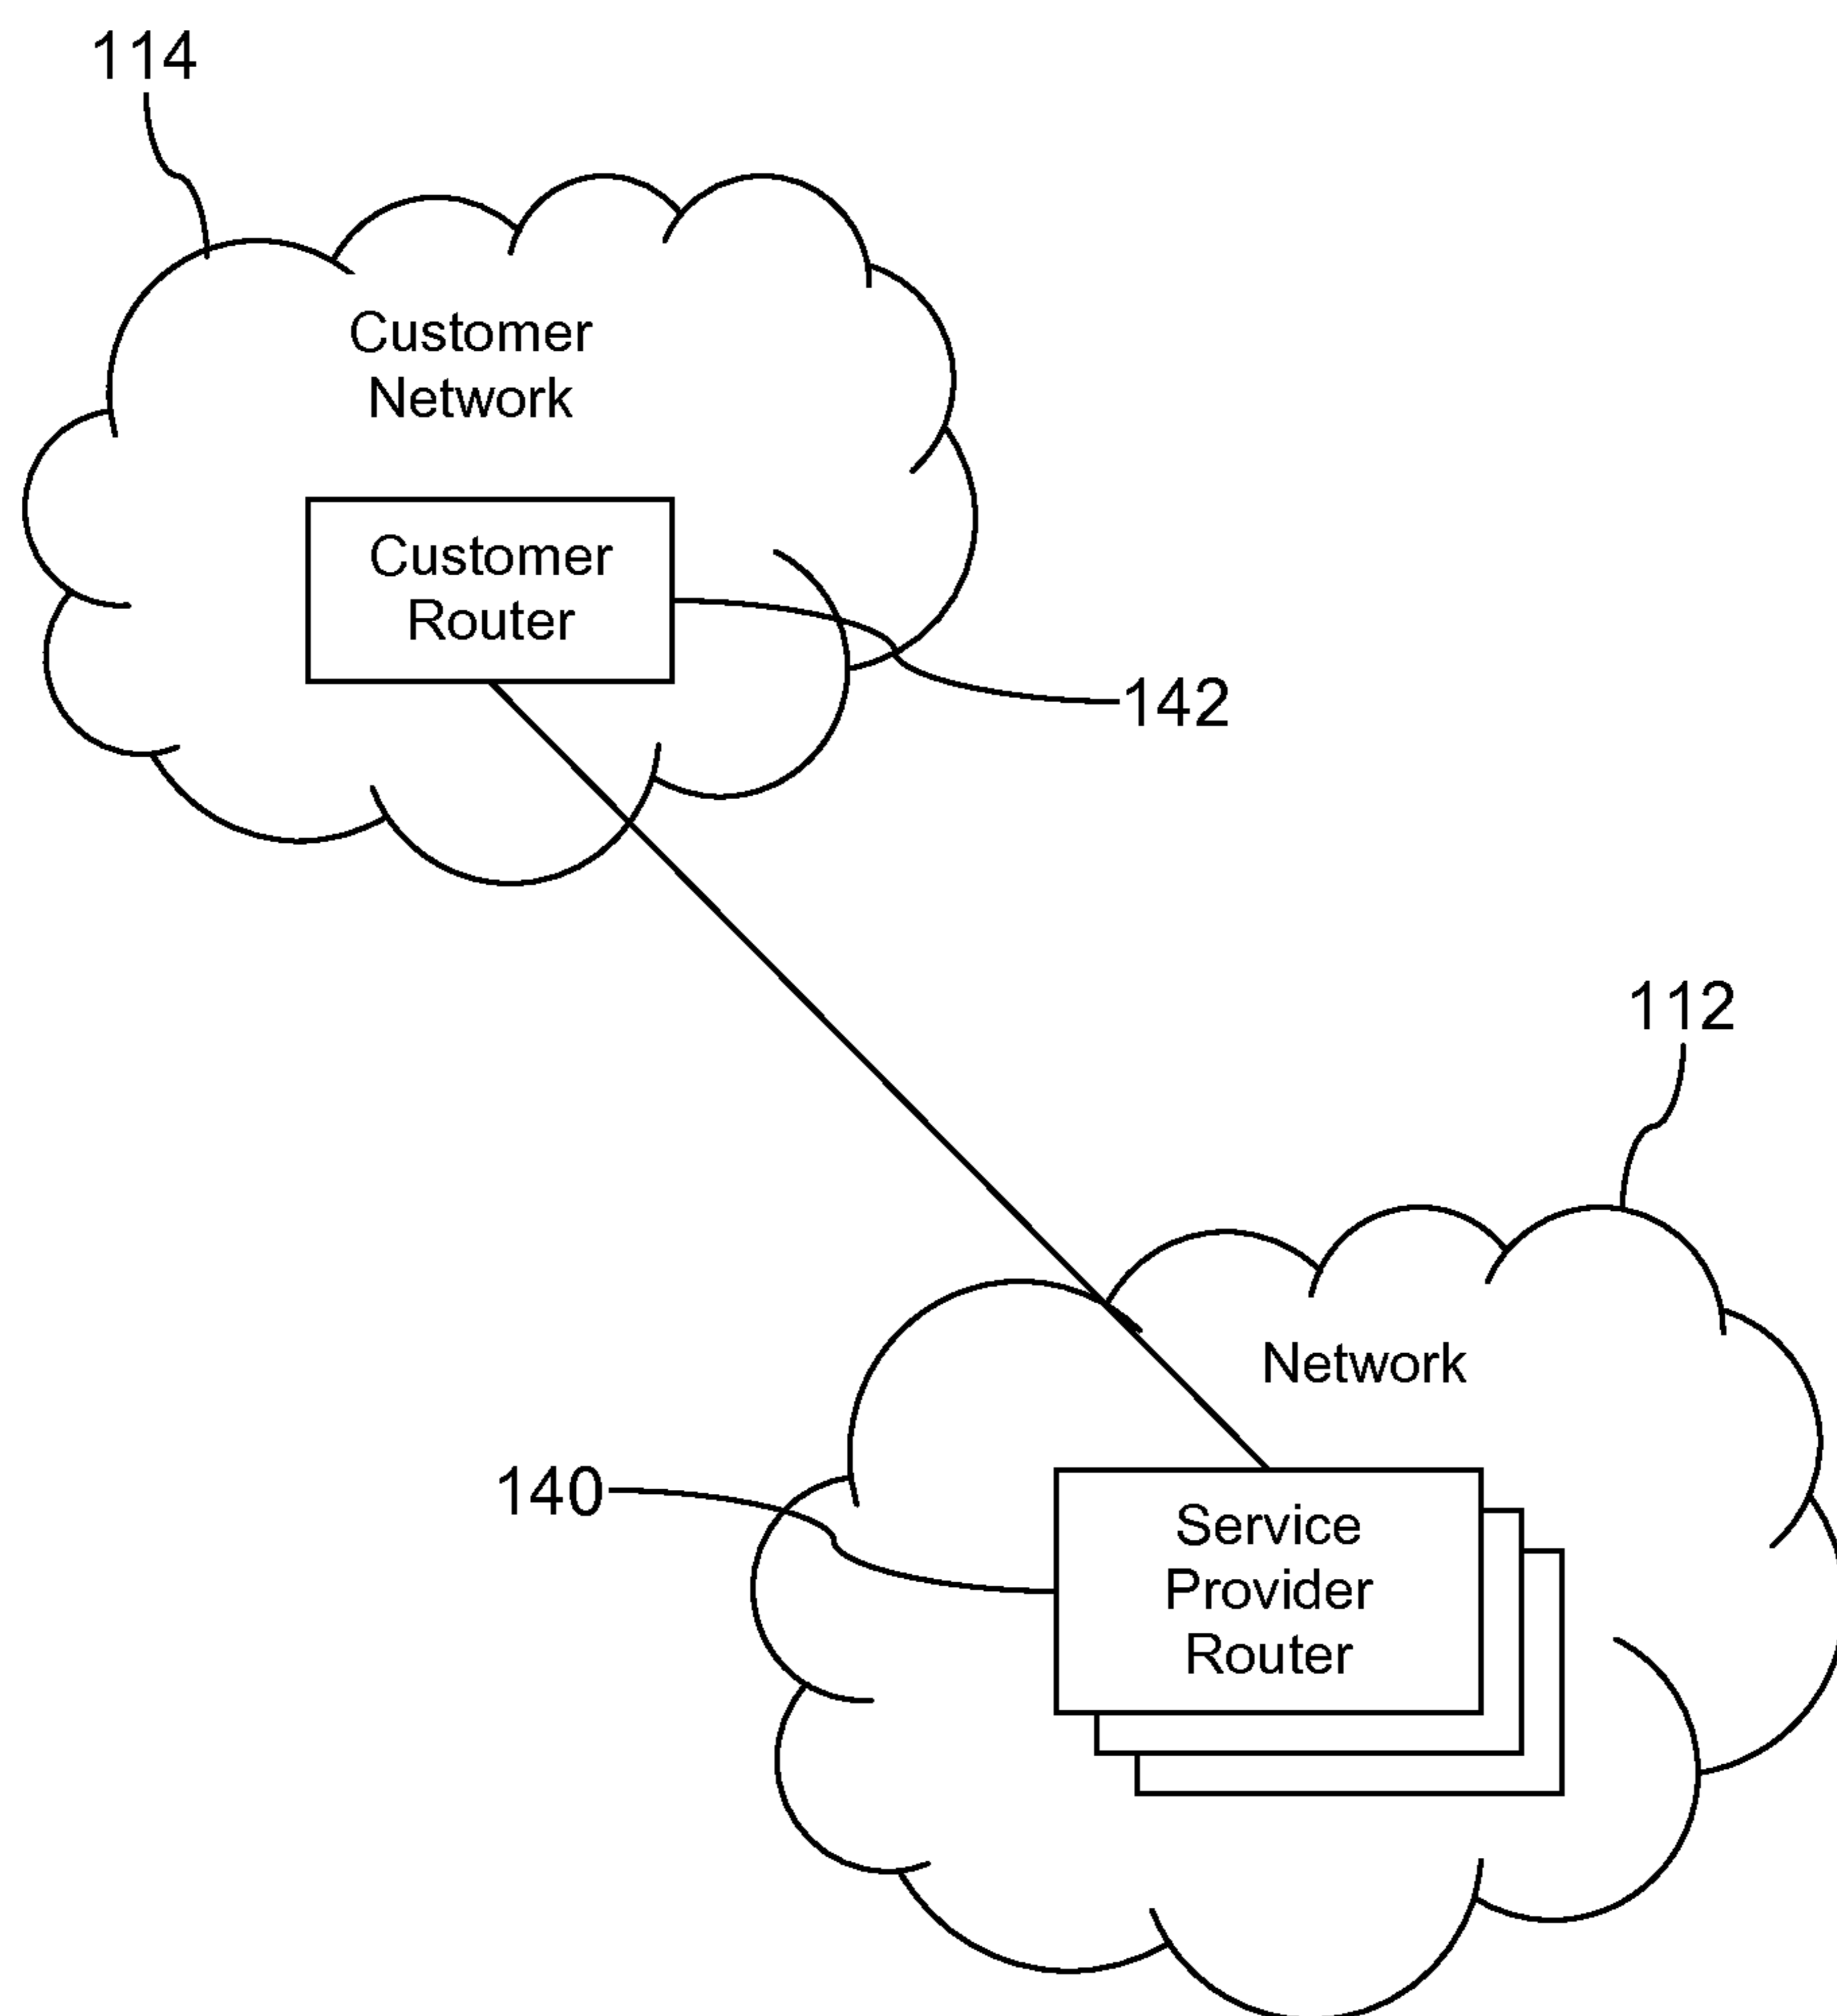 114
Customer
Network
Customer
Router
142
112
Network
140
Service
Provider
Router